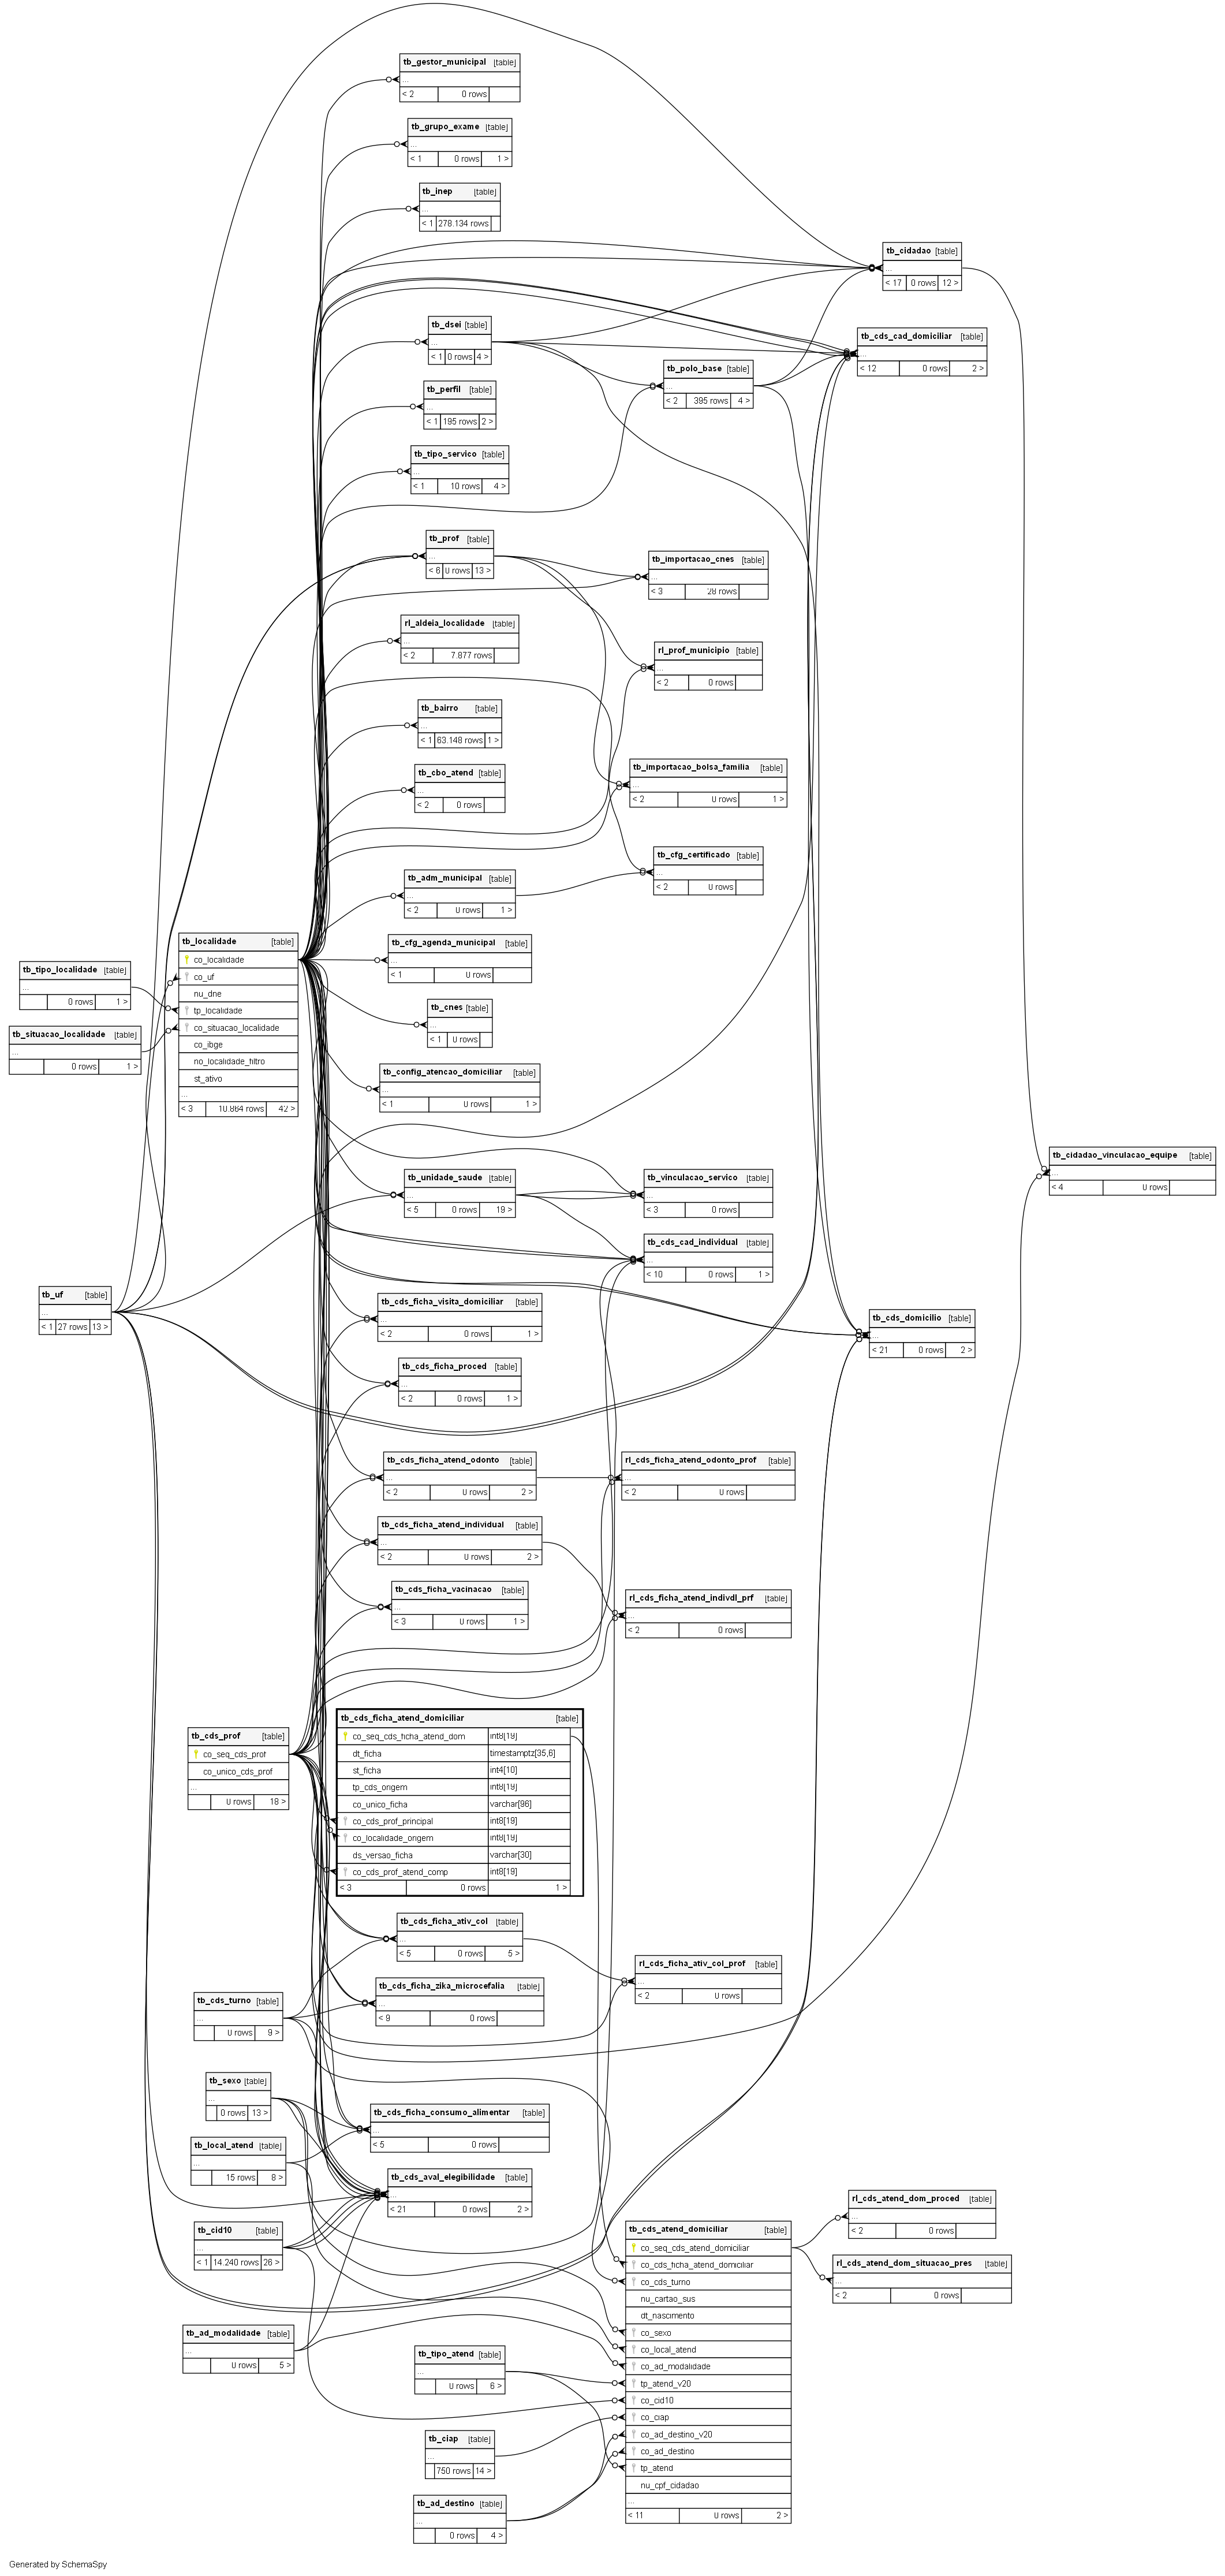 tb_gestor_municipal [table]
...
< 2 0 rows
tb_grupo_exame [table]
...
< 1 0 rows 1 >
tb_inep [table]
...
< 1 278.134 rows
tb_cidadao [table]
...
< 17 0 rows 12 >
tb_dsei [table]
...
< 1 0 rows 4 >
tb_cds_cad_domiciliar [table]
...
< 12 0 rows 2 >
tb_polo_base [table]
...
< 2 395 rows 4 >
tb_perfil [table]
...
< 1 195 rows 2 >
tb_tipo_servico [table]
...
< 1 10 rows 4 >
tb_prof [table]
...
< 6 0 rows 13 >
tb_importacao_cnes [table]
...
< 3 28 rows
rl_aldeia_localidade [table]
...
< 2 7.877 rows
rl_prof_municipio [table]
...
< 2 0 rows
tb_bairro [table]
...
< 1 63.148 rows 1 >
tb_importacao_bolsa_familia [table]
...
< 2 0 rows 1 >
tb_cbo_atend [table]
...
< 2 0 rows
tb_cfg_certificado [table]
...
< 2 0 rows
tb_adm_municipal [table]
...
< 2 0 rows 1 >
tb_localidade [table]
co_localidade
co_uf
nu_dne
tp_localidade
co_situacao_localidade
co_ibge
no_localidade_filtro
st_ativo
...
< 3 10.864 rows 42 >
tb_cfg_agenda_municipal [table]
...
< 1 0 rows
tb_tipo_localidade [table]
...
0 rows 1 >
tb_cnes [table]
...
< 1 0 rows
tb_situacao_localidade [table]
...
0 rows 1 >
tb_config_atencao_domiciliar [table]
...
< 1 0 rows 1 >
tb_cidadao_vinculacao_equipe [table]
...
< 4 0 rows
tb_unidade_saude [table]
...
< 5 0 rows 19 >
tb_vinculacao_servico [table]
...
< 3 0 rows
tb_cds_cad_individual [table]
...
< 10 0 rows 1 >
tb_uf [table]
...
< 1 27 rows 13 >
tb_cds_ficha_visita_domiciliar [table]
...
< 2 0 rows 1 >
tb_cds_domicilio [table]
...
< 21 0 rows 2 >
tb_cds_ficha_proced [table]
...
< 2 0 rows 1 >
tb_cds_ficha_atend_odonto [table]
...
< 2 0 rows 2 >
rl_cds_ficha_atend_odonto_prof [table]
...
< 2 0 rows
tb_cds_ficha_atend_individual [table]
...
< 2 0 rows 2 >
tb_cds_ficha_vacinacao [table]
...
< 3 0 rows 1 >
rl_cds_ficha_atend_indivdl_prf [table]
...
< 2 0 rows
tb_cds_prof [table]
co_seq_cds_prof
co_unico_cds_prof
...
0 rows 18 >
tb_cds_ficha_atend_domiciliar [table]
co_seq_cds_ficha_atend_dom int8[19]
dt_ficha timestamptz[35,6]
st_ficha int4[10]
tp_cds_origem int8[19]
co_unico_ficha varchar[96]
co_cds_prof_principal int8[19]
co_localidade_origem int8[19]
ds_versao_ficha varchar[30]
co_cds_prof_atend_comp int8[19]
< 3 0 rows 1 >
tb_cds_ficha_ativ_col [table]
...
< 5 0 rows 5 >
rl_cds_ficha_ativ_col_prof [table]
...
< 2 0 rows
tb_cds_ficha_zika_microcefalia [table]
...
< 9 0 rows
tb_cds_turno [table]
...
0 rows 9 >
tb_sexo [table]
...
0 rows 13 >
tb_cds_ficha_consumo_alimentar [table]
...
< 5 0 rows
tb_local_atend [table]
...
15 rows 8 >
tb_cds_aval_elegibilidade [table]
...
< 21 0 rows 2 >
tb_cid10 [table]
...
< 1 14.240 rows 26 >
rl_cds_atend_dom_proced [table]
...
< 2 0 rows
tb_cds_atend_domiciliar [table]
co_seq_cds_atend_domiciliar
co_cds_ficha_atend_domiciliar
co_cds_turno
nu_cartao_sus
dt_nascimento
co_sexo
co_local_atend
co_ad_modalidade
tp_atend_v20
co_cid10
co_ciap
co_ad_destino_v20
co_ad_destino
tp_atend
nu_cpf_cidadao
...
< 11 0 rows 2 >
rl_cds_atend_dom_situacao_pres [table]
...
< 2 0 rows
tb_ad_modalidade [table]
...
0 rows 5 >
tb_tipo_atend [table]
...
0 rows 6 >
tb_ciap [table]
...
750 rows 14 >
tb_ad_destino [table]
...
0 rows 4 >
Generated by SchemaSpy